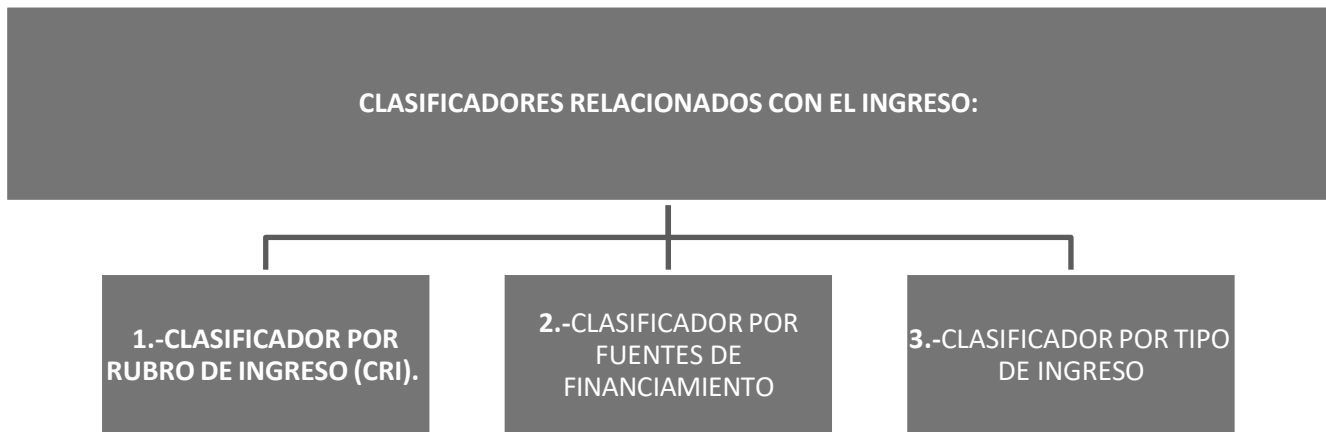 CLASIFICADORES RELACIONADOS CON EL INGRESO:
1.-CLASIFICADOR POR
RUBRO DE INGRESO (CRI).
2.-CLASIFICADOR POR
FUENTES DE
FINANCIAMIENTO
3.-CLASIFICADOR POR TIPO
DE INGRESO